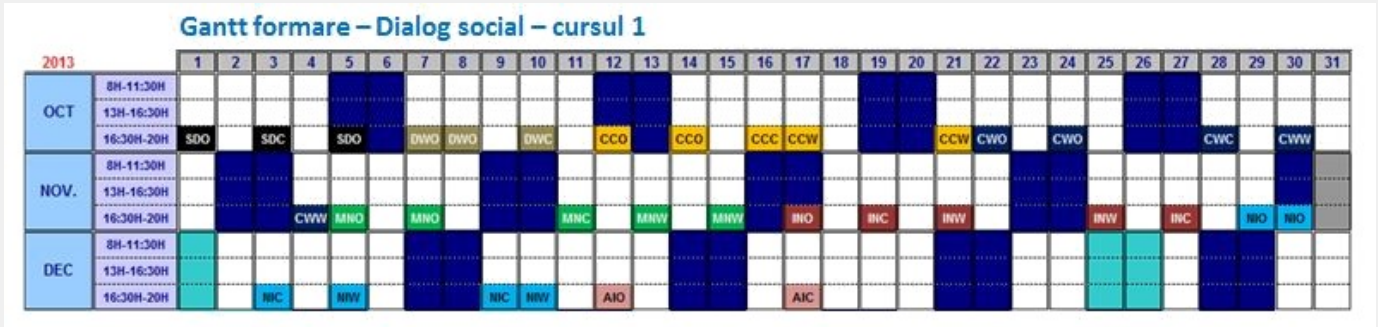 Gantt formare – Dialog social – cursul 1
2013 1 2 3 4 5 6 7 8 9 10 11 12 13 14 15 16 17 18 19 20 21 22 23 24 25 26 27 28 29 30 31
8H-11:30H
OCT 13H-16:30H
16:30H-20H SDO SDC SDO DWO DWO DWC CCO CCO CCC CCW CCW CWO CWO CWC CWW
8H-11:30H
NOV. 13H-16:30H
16:30H-20H CWW MNO MNO MNC MNW MNW INO INC INW INW INC NIO NIO
8H-11:30H
DEC 13H-16:30H
16:30H-20H NIC NIW NIC NIW AIO AIC